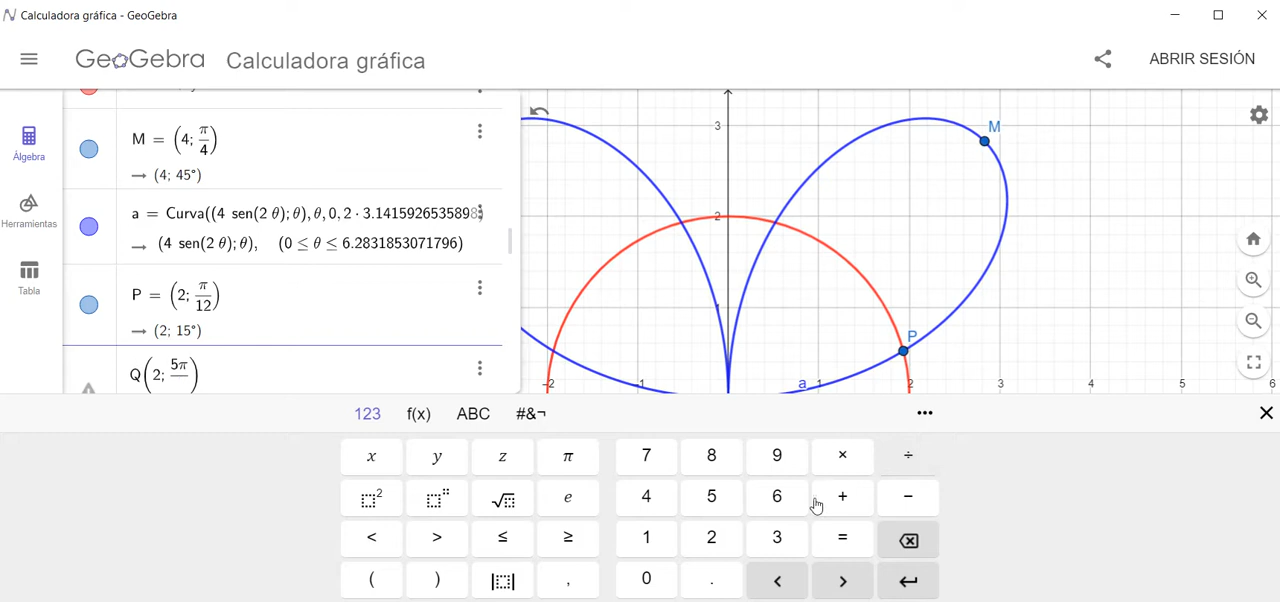 Calculadora gráfica - GeoGebra
GeoGebra Calculadora gráfica
ABRIR SESIÓN
Álgebra
Herramientas
Tabla
M = (4; π/4)
→ (4; 45°)
a = Curva((4 sen(2 θ); θ), θ, 0, 2 · 3.1415926535898
→ (4 sen(2 θ); θ), (0 ≤ θ ≤ 6.2831853071796)
P = (2; π/12)
→ (2; 15°)
Q(2; 5π/ )
3
2
1
-2 -1 1 2 3 4 5 6
M
P
a
123 f(x) ABC #&¬ •••
x y z π 7 8 9 × ÷
□² □^□ √□ e 4 5 6 + −
< > ≤ ≥ 1 2 3 =
( ) |□| , 0 . < >